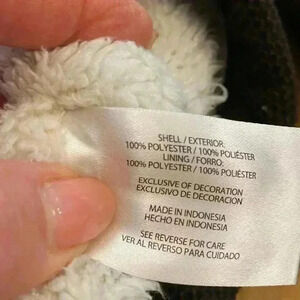 SHELL / EXTERIOR:
100% POLYESTER / 100% POLIÉSTER
LINING / FORRO:
100% POLYESTER / 100% POLIÉSTER
EXCLUSIVE OF DECORATION
EXCLUSIVO DE DECORACION
MADE IN INDONESIA
HECHO EN INDONESIA
SEE REVERSE FOR CARE
VER AL REVERSO PARA CUIDADO